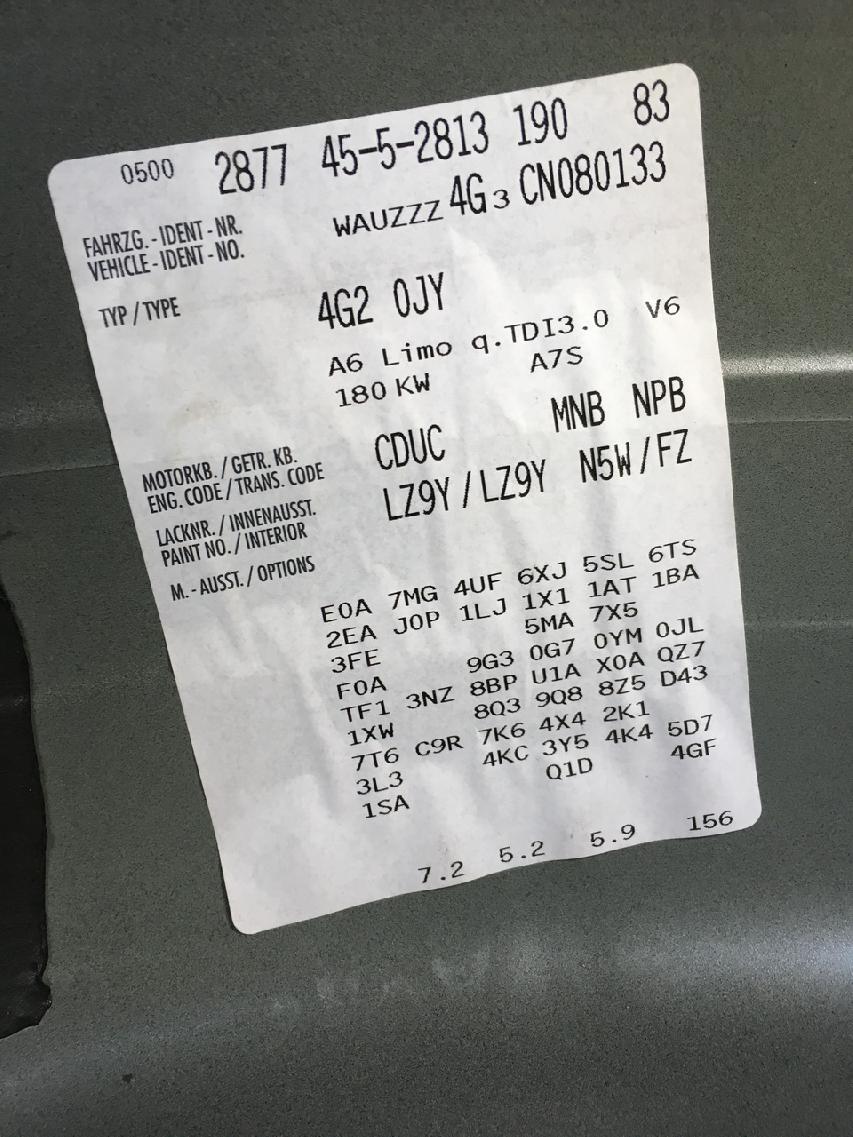 0500 2877 45-5-2813 190 83
FAHRZG.-IDENT-NR.
VEHICLE-IDENT-NO. WAUZZZ 4G 3 CN080133
TYP / TYPE 4G2 0JY
A6 Limo q.TDI3.0 V6
180 KW A7S
MOTORKB. / GETR. KB.
ENG. CODE / TRANS. CODE CDUC MNB NPB
LACKNR. / INNENAUSST.
PAINT NO. / INTERIOR LZ9Y / LZ9Y N5W / FZ
M.-AUSST. / OPTIONS
E0A 7MG 4UF 6XJ 5SL 6TS
2EA J0P 1LJ 1X1 1AT 1BA
3FE 5MA 7X5
F0A 9G3 0G7 0YM 0JL
TF1 3NZ 8BP U1A X0A QZ7
1XW 8Q3 9Q8 8Z5 D43
7T6 C9R 7K6 4X4 2K1
3L3 4KC 3Y5 4K4 5D7
1SA Q1D 4GF
7.2 5.2 5.9 156